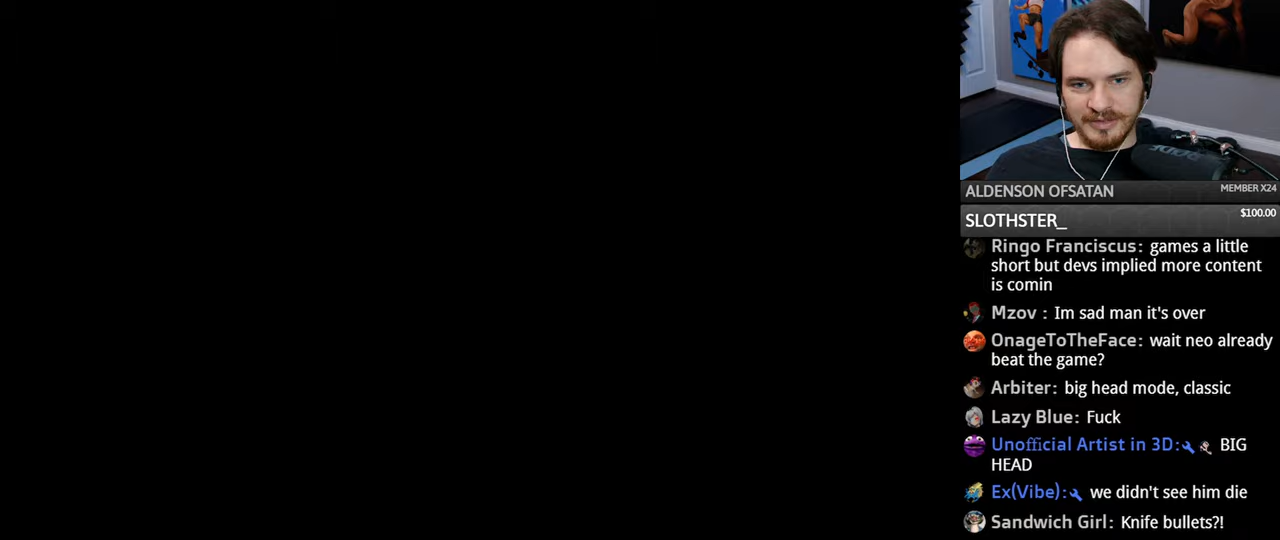 ALDENSON OFSATAN
MEMBER X24
SLOTHSTER_
$100.00
Ringo Franciscus: games a little
short but devs implied more content
is comin
Mzov : Im sad man it's over
OnageToTheFace: wait neo already
beat the game?
Arbiter: big head mode, classic
Lazy Blue: Fuck
Unofficial Artist in 3D: BIG
HEAD
Ex(Vibe): we didn't see him die
Sandwich Girl: Knife bullets?!